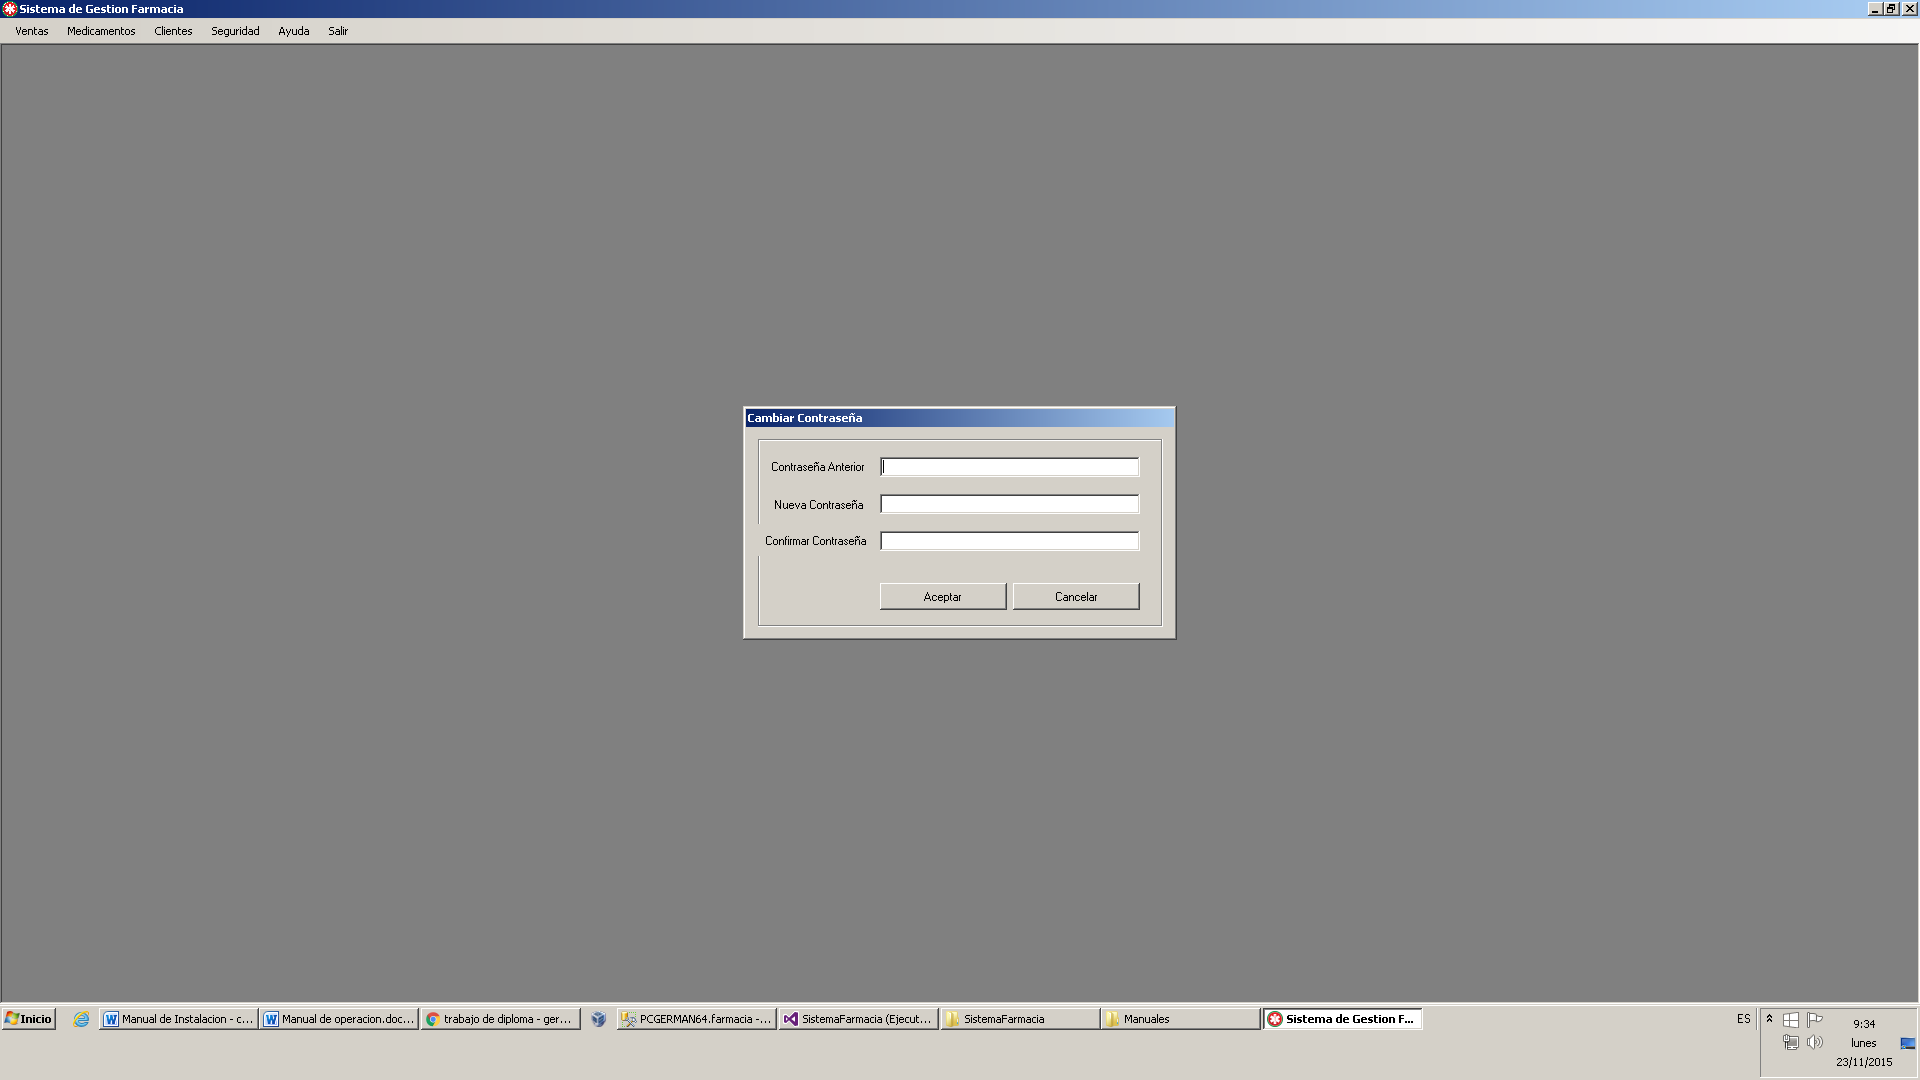 Sistema de Gestion Farmacia
Ventas Medicamentos Clientes Seguridad Ayuda Salir
Cambiar Contraseña
Contraseña Anterior
Nueva Contraseña
Confirmar Contraseña
Aceptar Cancelar
Inicio Manual de Instalacion - c... Manual de operacion.doc... trabajo de diploma - ger... PCGERMAN64.farmacia -... SistemaFarmacia (Ejecut... SistemaFarmacia Manuales Sistema de Gestion F... ES
9:34
lunes
23/11/2015